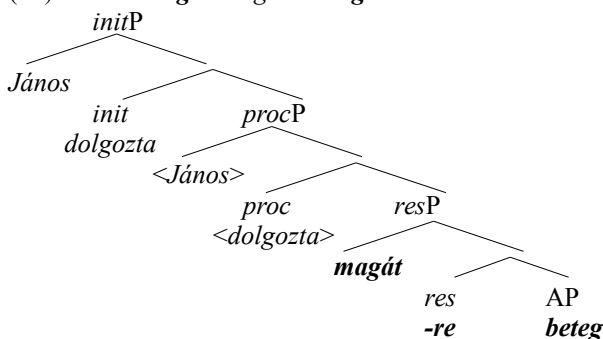 initP
János
init procP
dolgozta
<János>
proc resP
<dolgozta>
magát
res AP
-re beteg